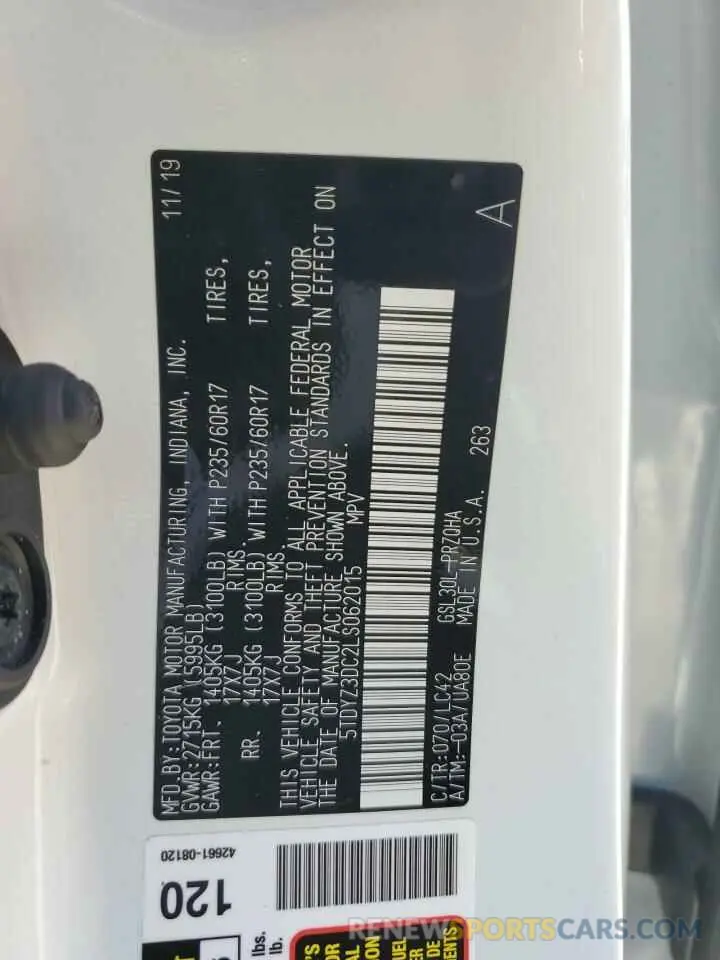 MFD. BY: TOYOTA MOTOR MANUFACTURING, INDIANA, INC. 11/19
GVWR: 2715KG (5995LB)
GAWR: FRT. 1405KG (3100LB) WITH P235/60R17 TIRES,
17X7J RIMS.
RR. 1405KG (3100LB) WITH P235/60R17 TIRES,
17X7J RIMS.
THIS VEHICLE CONFORMS TO ALL APPLICABLE FEDERAL MOTOR
VEHICLE SAFETY AND THEFT PREVENTION STANDARDS IN EFFECT ON
THE DATE OF MANUFACTURE SHOWN ABOVE.
5TDYZ3DC2LS062015 MPV
C/TR: 070/LC42 GSL30L-PRZQHA
A/TM: -03A/UA80E MADE IN U.S.A. 263
A
42661-08120
120
lbs.
lb.
RENEWSPORTSCAR.COM